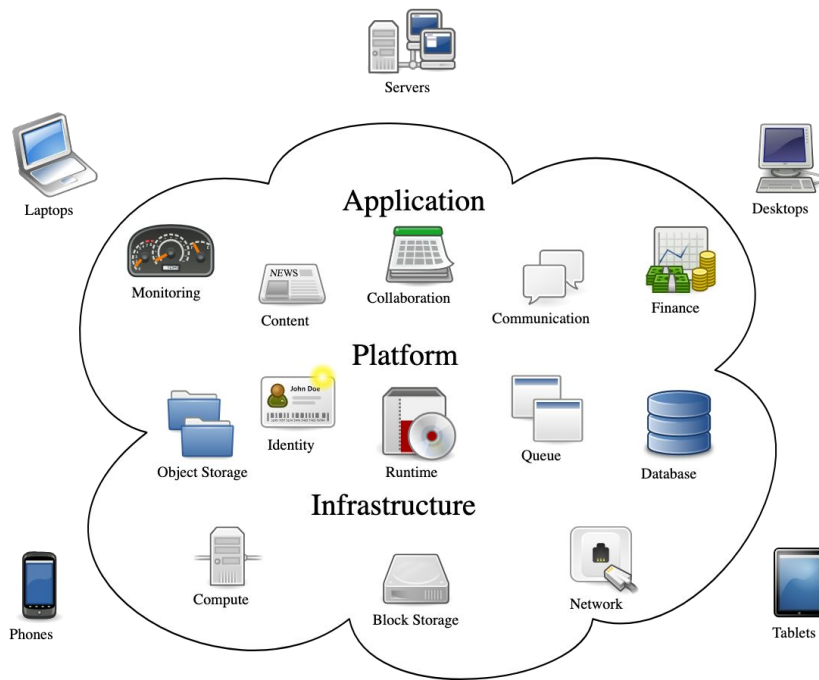 Servers
Laptops
Desktops
Application
Monitoring
NEWS
Content
Collaboration
Communication
Finance
Platform
Object Storage
John Doe
Identity
Runtime
Queue
Database
Infrastructure
Compute
Block Storage
Network
Phones
Tablets